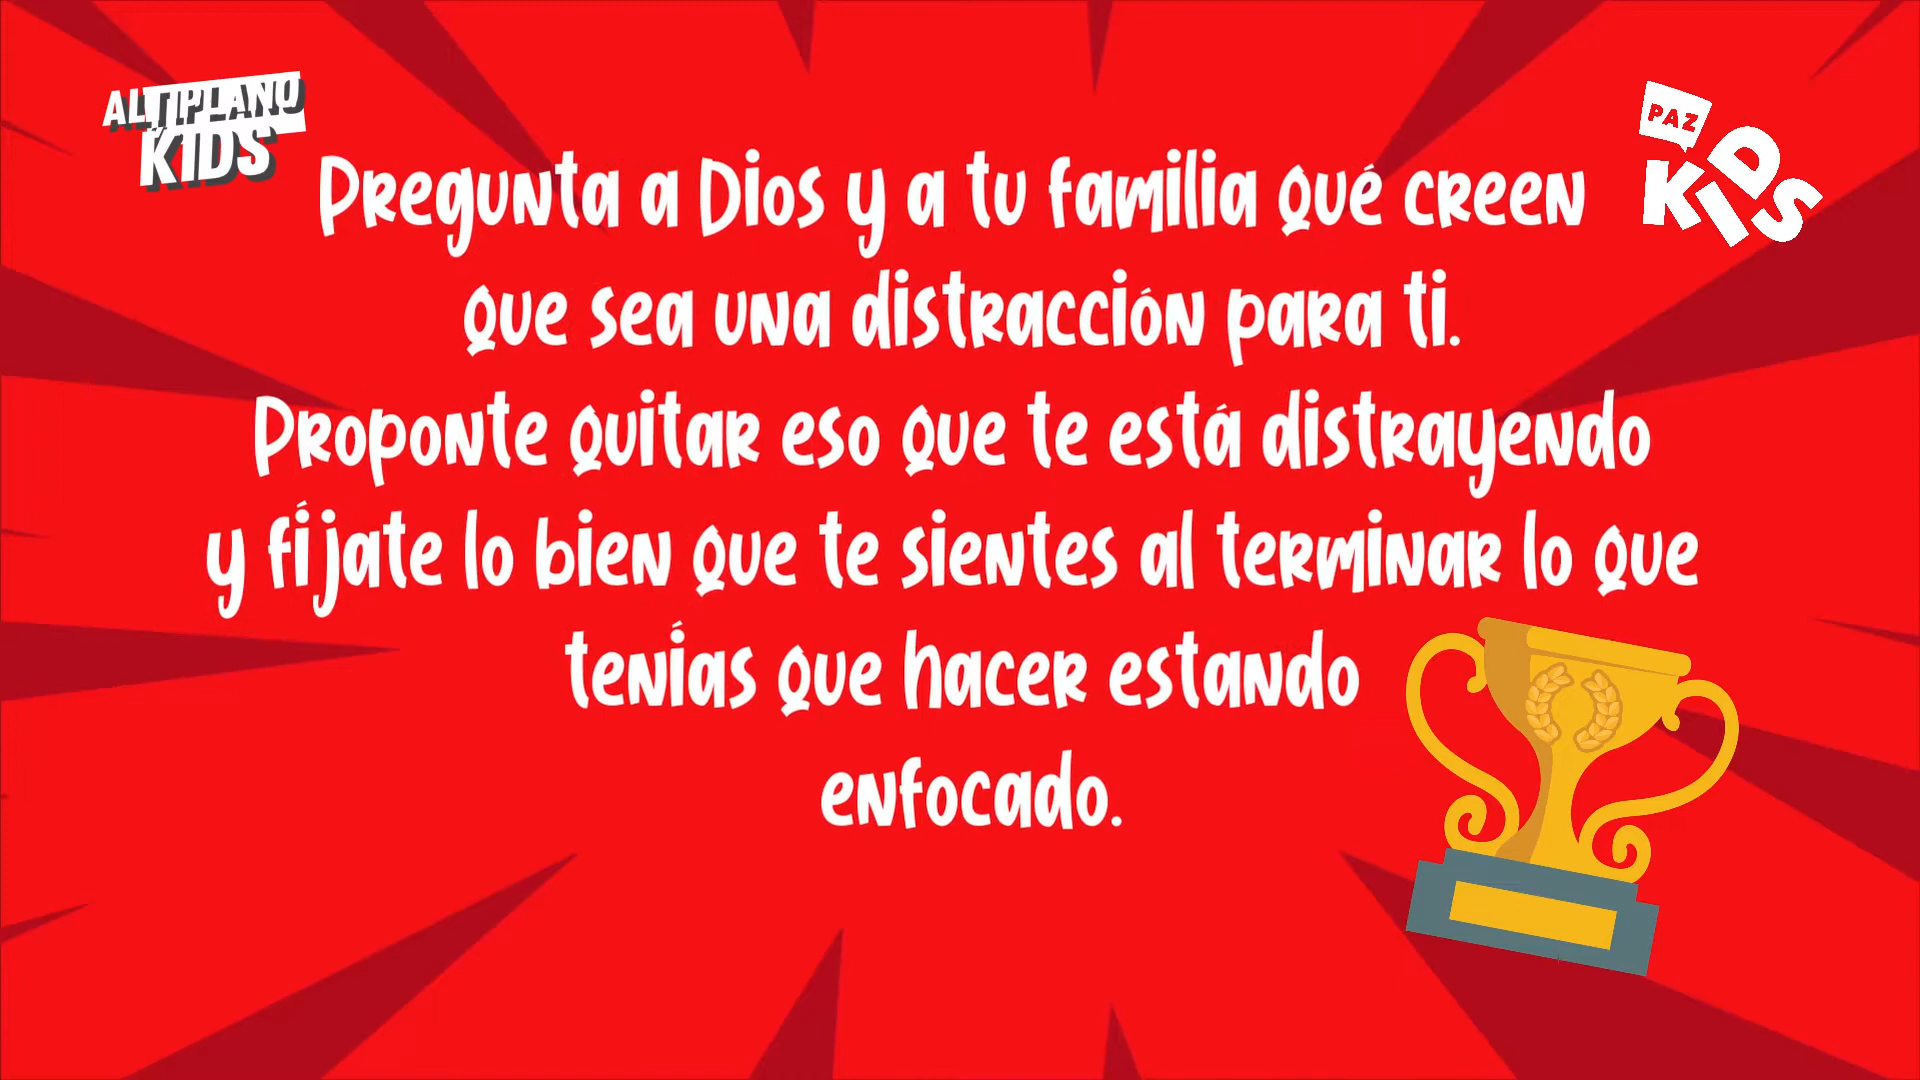 ALTIPLANO
KIDS
PAZ
KIDS
Pregunta a Dios y a tu familia qué creen
que sea una distracción para ti.
Proponte quitar eso que te está distrayendo
y fíjate lo bien que te sientes al terminar lo que
tenías que hacer estando
enfocado.